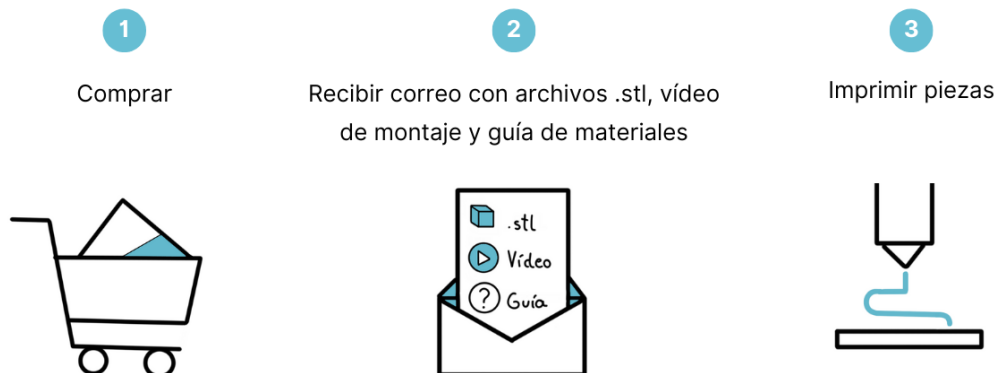 1
Comprar
2
Recibir correo con archivos .stl, vídeo
de montaje y guía de materiales
.stl
Vídeo
? Guía
3
Imprimir piezas